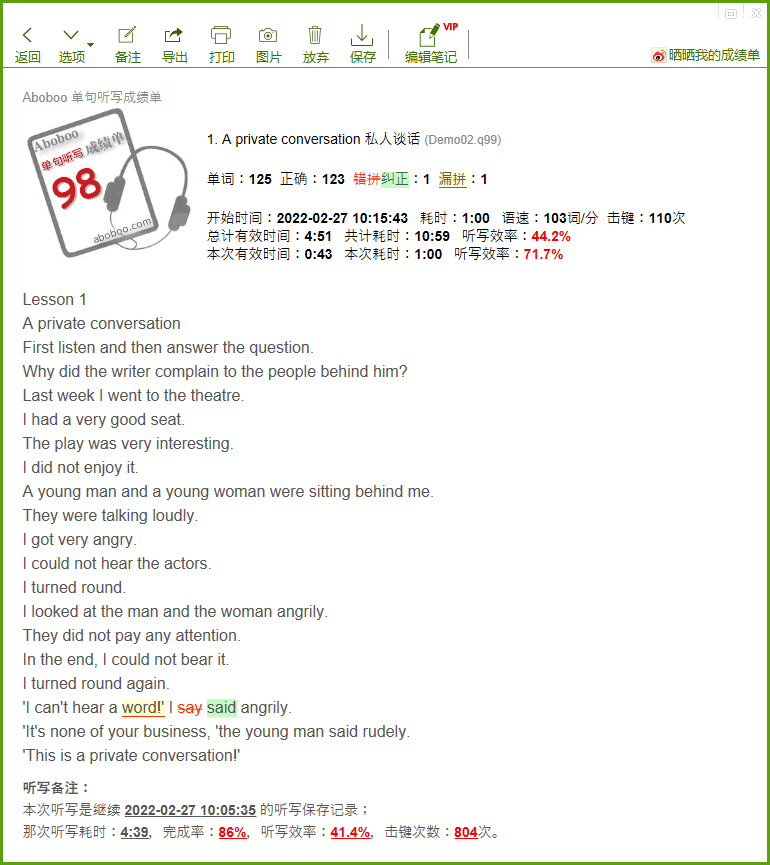 返回 选项 备注 导出 打印 图片 放弃 保存 编辑笔记 VIP 晒晒我的成绩单
Aboboo 单句听写成绩单
Aboboo
单句听写 成绩单
98
aboboo.com
1. A private conversation 私人谈话 (Demo02.q99)
单词：125 正确：123 错拼纠正：1 漏拼：1
开始时间：2022-02-27 10:15:43 耗时：1:00 语速：103词/分 击键：110次
总计有效时间：4:51 共计耗时：10:59 听写效率：44.2%
本次有效时间：0:43 本次耗时：1:00 听写效率：71.7%
Lesson 1
A private conversation
First listen and then answer the question.
Why did the writer complain to the people behind him?
Last week I went to the theatre.
I had a very good seat.
The play was very interesting.
I did not enjoy it.
A young man and a young woman were sitting behind me.
They were talking loudly.
I got very angry.
I could not hear the actors.
I turned round.
I looked at the man and the woman angrily.
They did not pay any attention.
In the end, I could not bear it.
I turned round again.
'I can't hear a word!' I say said angrily.
'It's none of your business, 'the young man said rudely.
'This is a private conversation!'
听写备注：
本次听写是继续 2022-02-27 10:05:35 的听写保存记录；
那次听写耗时：4:39, 完成率：86%, 听写效率：41.4%, 击键次数：804次。